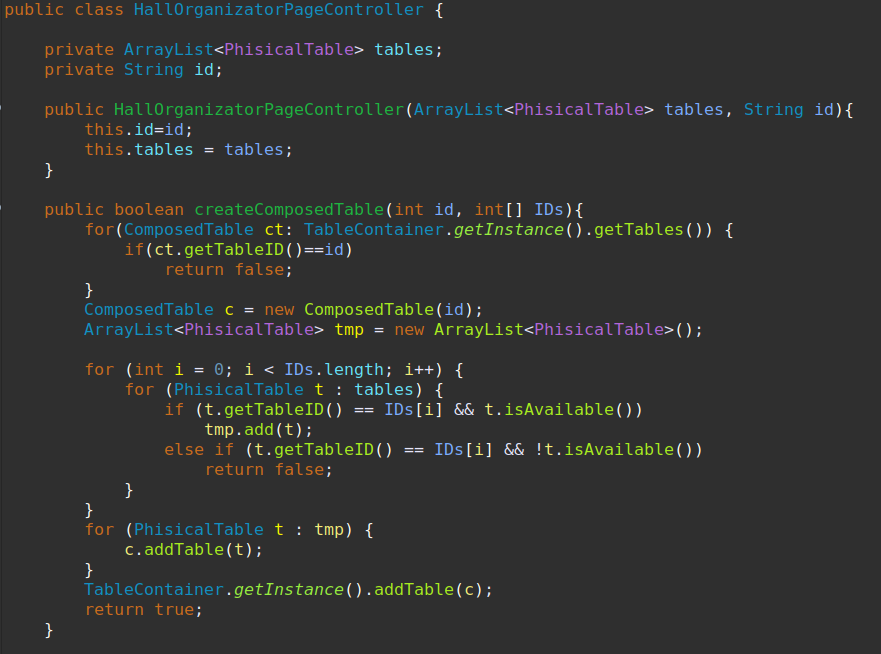 public class HallOrganizatorPageController {
private ArrayList<PhisicalTable> tables;
private String id;
public HallOrganizatorPageController(ArrayList<PhisicalTable> tables, String id){
this.id=id;
this.tables = tables;
}
public boolean createComposedTable(int id, int[] IDs){
for(ComposedTable ct: TableContainer.getInstance().getTables()) {
if(ct.getTableID()==id)
return false;
}
ComposedTable c = new ComposedTable(id);
ArrayList<PhisicalTable> tmp = new ArrayList<PhisicalTable>();
for (int i = 0; i < IDs.length; i++) {
for (PhisicalTable t : tables) {
if (t.getTableID() == IDs[i] && t.isAvailable())
tmp.add(t);
else if (t.getTableID() == IDs[i] && !t.isAvailable())
return false;
}
}
for (PhisicalTable t : tmp) {
c.addTable(t);
}
TableContainer.getInstance().addTable(c);
return true;
}